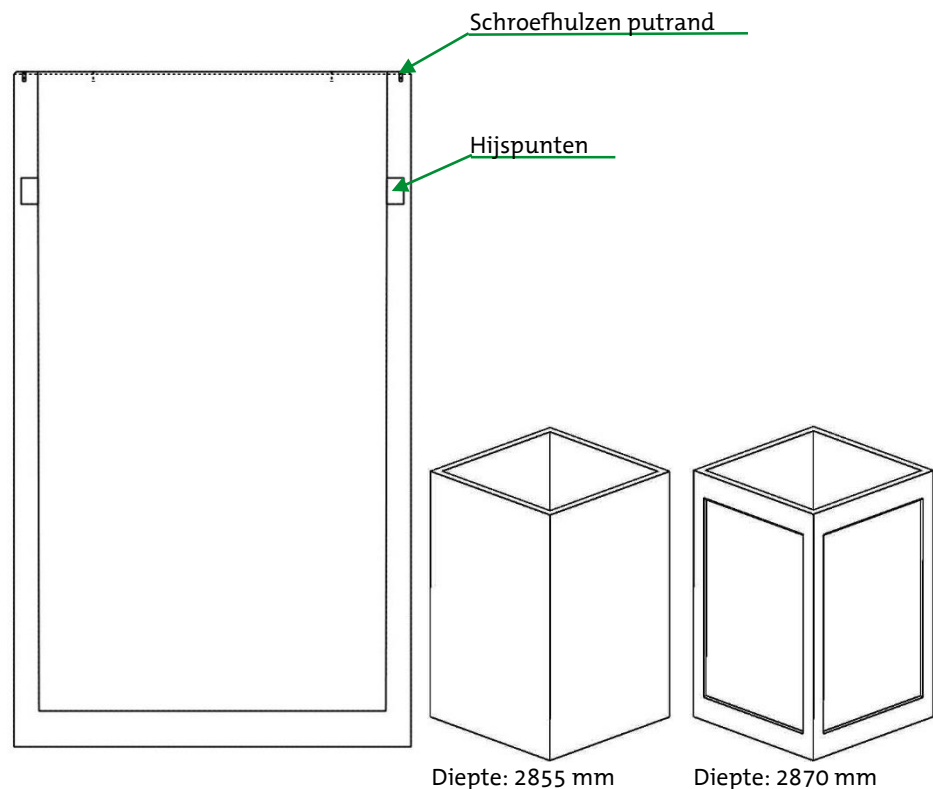 Schroefhulzen putrand
Hijspunten
Diepte: 2855 mm
Diepte: 2870 mm